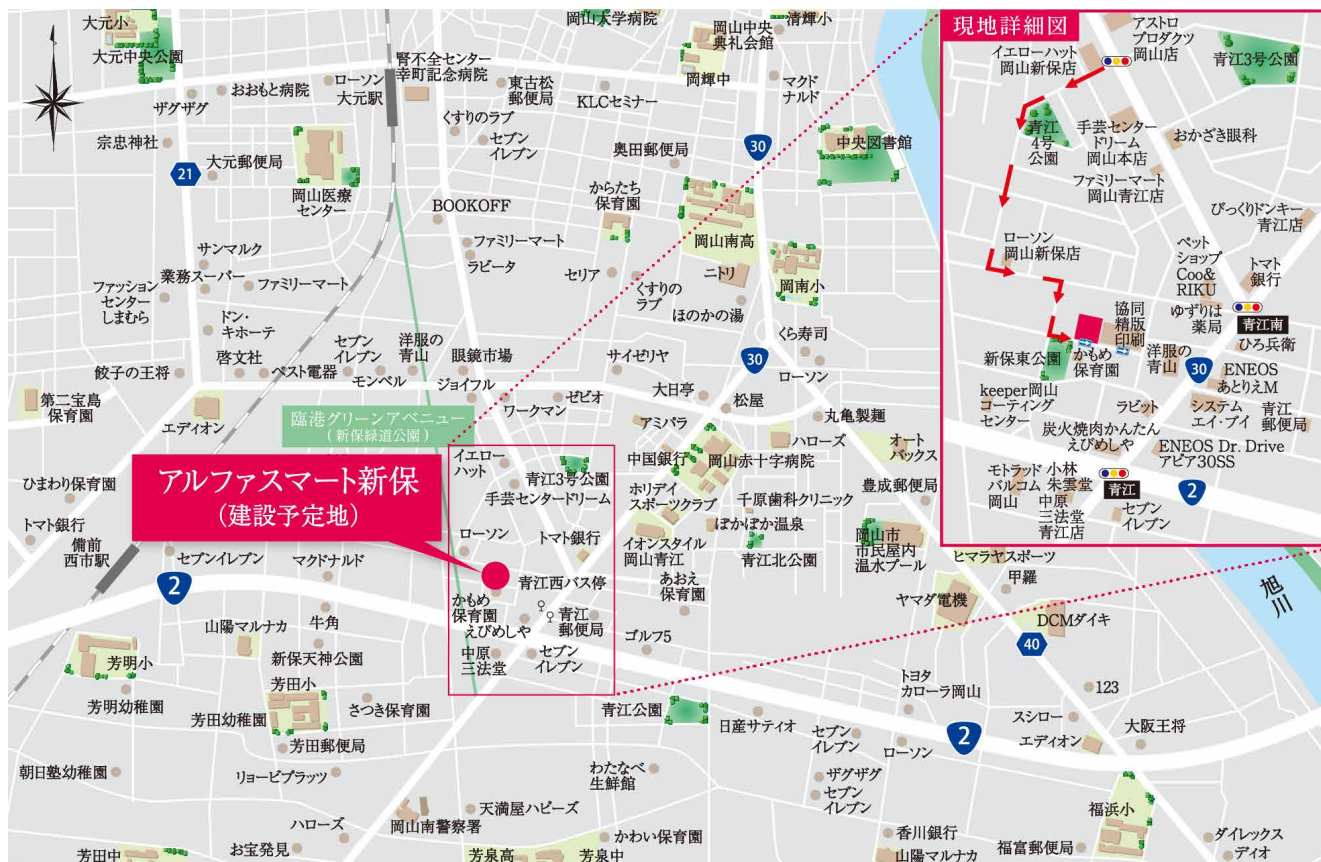 大元小
大元中央公園
ザグザグ
おおもと病院
ローソン
大元駅
腎不全センター
幸町記念病院
東古松
郵便局
岡山大学病院
岡山中央
典礼会館
清輝小
岡輝中
KLCセミナー
マクド
ナルド
宗忠神社
21
大元郵便局
岡山医療
センター
くすりのラブ
セブン
イレブン
奥田郵便局
30
中央図書館
BOOKOFF
からたち
保育園
岡山南高
ファミリーマート
ラビータ
サンマルク
業務スーパー
ファミリーマート
ファッション
センター
しまむら
セリア
くすりの
ラブ
ニトリ
岡南小
ほのかの湯
ドン・
キホーテ
啓文社
ベスト電器
セブン
イレブン
モンベル
洋服の
青山
眼鏡市場
ジョイフル
ワークマン
ゼビオ
サイゼリヤ
30
くら寿司
ローソン
大日亭
松屋
丸亀製麺
餃子の王将
第二宝島
保育園
エディオン
臨港グリーンアベニュー
(新保緑道公園)
アミパラ
中国銀行
岡山赤十字病院
ハローズ
オート
バックス
イエロー
ハット
青江3号公園
手芸センタードリーム
ホリデイ
スポーツクラブ
千原歯科クリニック
豊成郵便局
アルファスマート新保
(建設予定地)
ひまわり保育園
トマト銀行
備前
西市駅
セブンイレブン
マクドナルド
ローソン
トマト銀行
イオンスタイル
岡山青江
ぽかぽか温泉
青江北公園
岡山市
市民屋内
温水プール
ヒマラヤスポーツ
甲羅
2
かもめ
保育園
青江西バス停
えびめしや
青江
郵便局
あおえ
保育園
ヤマダ電機
DCMダイキ
旭川
山陽マルナカ
牛角
新保天神公園
中原
三法堂
セブン
イレブン
ゴルフ5
40
芳明小
芳明幼稚園
芳田小
芳田幼稚園
さつき保育園
芳田郵便局
青江公園
日産サティオ
トヨタ
カローラ岡山
123
スシロー
エディオン
大阪王将
セブン
イレブン
ローソン
2
朝日塾幼稚園
リョービプラッツ
わたなべ
生鮮館
ザグザグ
セブン
イレブン
岡山南警察署
天満屋ハピーズ
ハローズ
お宝発見
かわい保育園
香川銀行
山陽マルナカ
福浜小
福富郵便局
ダイレックス
ディオ
芳田中
芳泉高
芳泉中
現地詳細図
アストロ
プロダクツ
岡山店
イエローハット
岡山新保店
青江3号公園
青江
4号
公園
手芸センター
ドリーム
岡山本店
おかざき眼科
ファミリーマート
岡山青江店
びっくりドンキー
青江店
ローソン
岡山新保店
ペット
ショップ
Coo&
RIKU
トマト
銀行
協同
精版
印刷
ゆずりは
薬局
青江南
ひろ兵衛
新保東公園
かもめ
保育園
洋服の
青山
30
ENEOS
あとりえM
keeper岡山
コーティング
センター
ラビット
システム
エイ・ブイ
青江
郵便局
炭火焼肉かんたん
えびめしや
ENEOS Dr. Drive
アピア30SS
モトラッド
バルコム
岡山
小林
朱雲堂
中原
三法堂
青江店
青江
2
セブン
イレブン